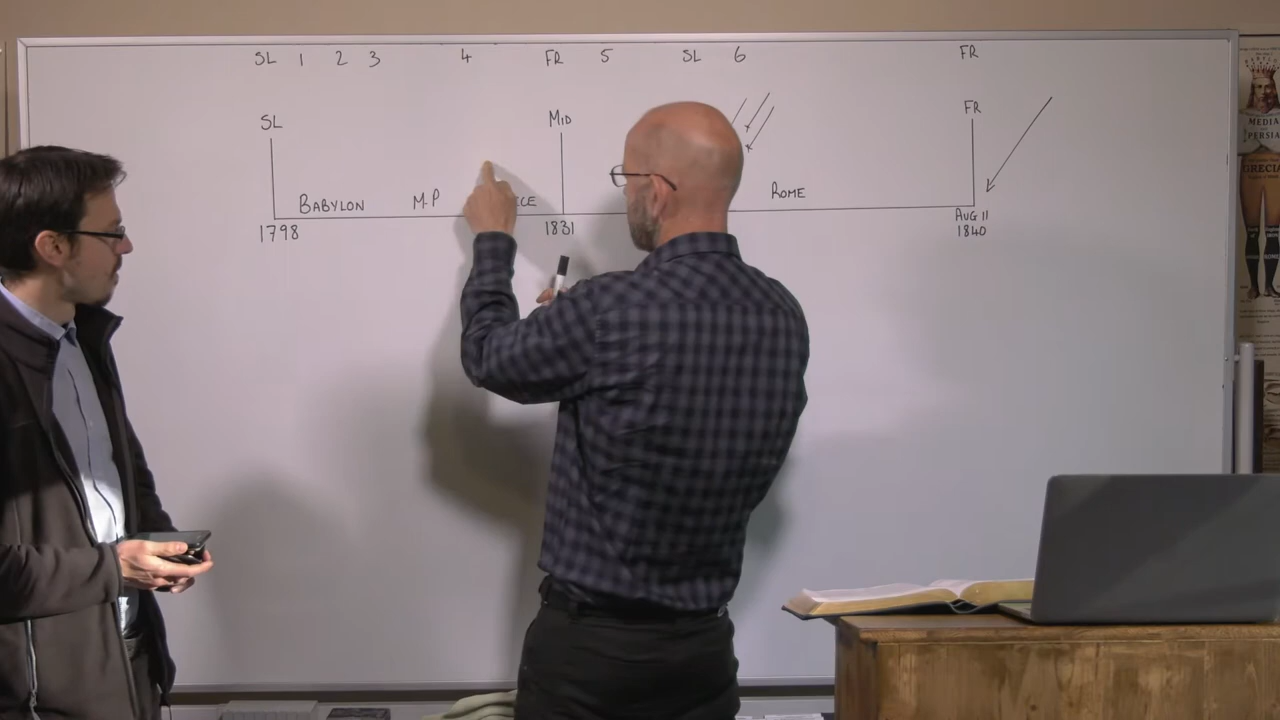 SL 1 2 3 4 FR 5 SL 6 FR
SL MID FR
BABYLON M.P ROME
1798 1831 AUG 11
1840
MEDIA
PERSIA
GRECIA